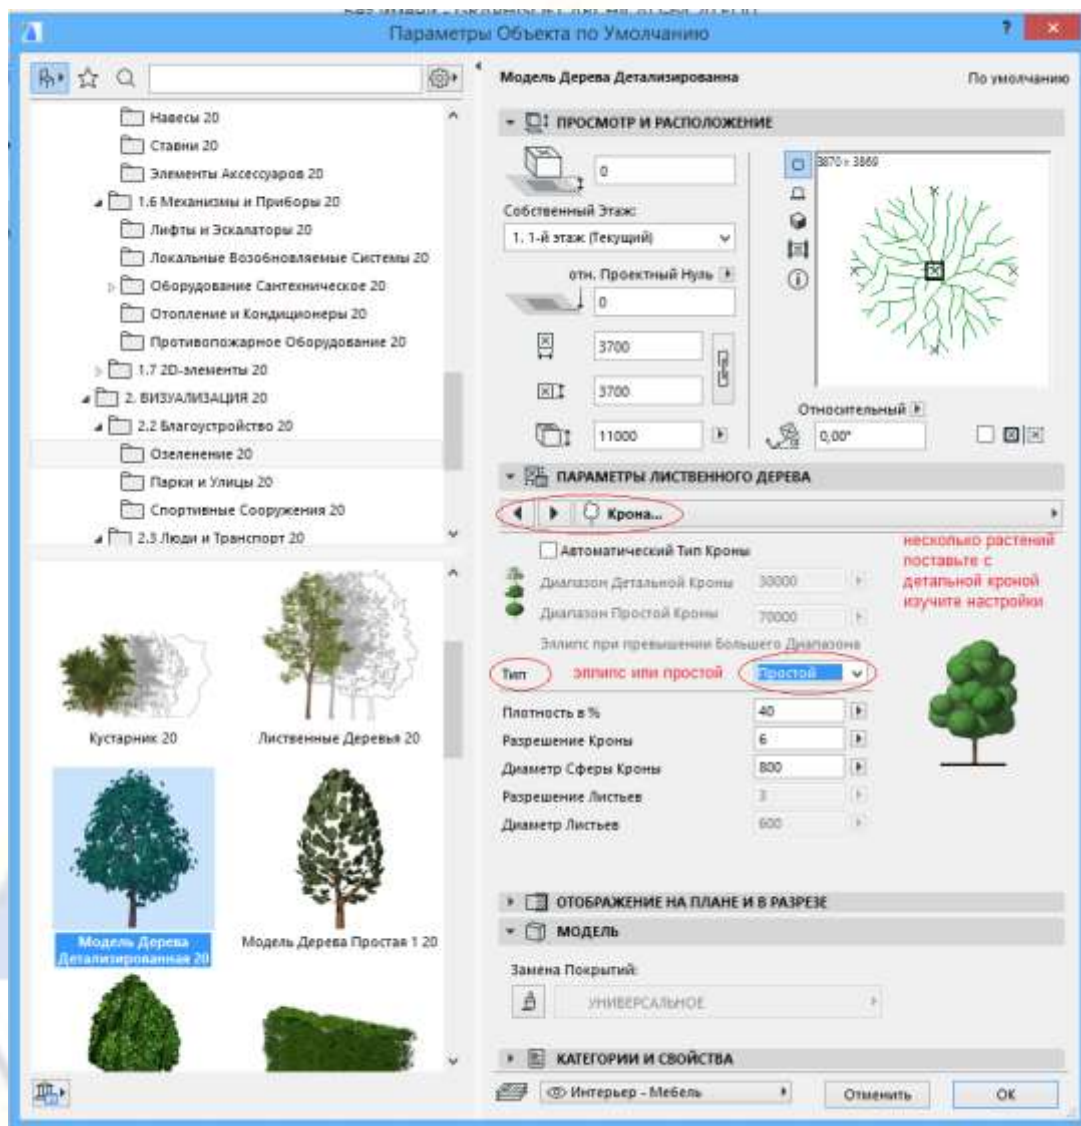 Параметры Объекта по Умолчанию
?
Модель Дерева Детализированна
По умолчанию
Навесы 20
Ставни 20
Элементы Аксессуаров 20
1.6 Механизмы и Приборы 20
Лифты и Эскалаторы 20
Локальные Возобновляемые Системы 20
Оборудование Сантехническое 20
Отопление и Кондиционеры 20
Противопожарное Оборудование 20
1.7 2D-элементы 20
2. ВИЗУАЛИЗАЦИЯ 20
2.2 Благоустройство 20
Озеленение 20
Парки и Улицы 20
Спортивные Сооружения 20
2.3 Люди и Транспорт 20
Кустарник 20
Лиственные Деревья 20
Модель Дерева
Детализированная 20
Модель Дерева Простая 1 20
ПРОСМОТР И РАСПОЛОЖЕНИЕ
0
3870 x 3869
Собственный Этаж:
1. 1-й этаж (Текущий)
отн. Проектный Нуль
0
3700
3700
11000
Относительный
0,00°
ПАРАМЕТРЫ ЛИСТВЕННОГО ДЕРЕВА
Крона...
Автоматический Тип Кроны
несколько растений
поставьте с
детальной кроной
изучите настройки
Диапазон Детальной Кроны 30000
Диапазон Простой Кроны 70000
Эллипс при превышении Большего Диапазона
Тип эллипс или простой Простой
Плотность в % 40
Разрешение Кроны 6
Диаметр Сферы Кроны 800
Разрешение Листьев 3
Диаметр Листьев 600
ОТОБРАЖЕНИЕ НА ПЛАНЕ И В РАЗРЕЗЕ
МОДЕЛЬ
Замена Покрытий:
УНИВЕРСАЛЬНОЕ
КАТЕГОРИИ И СВОЙСТВА
Интерьер - Мебель
Отменить
OK